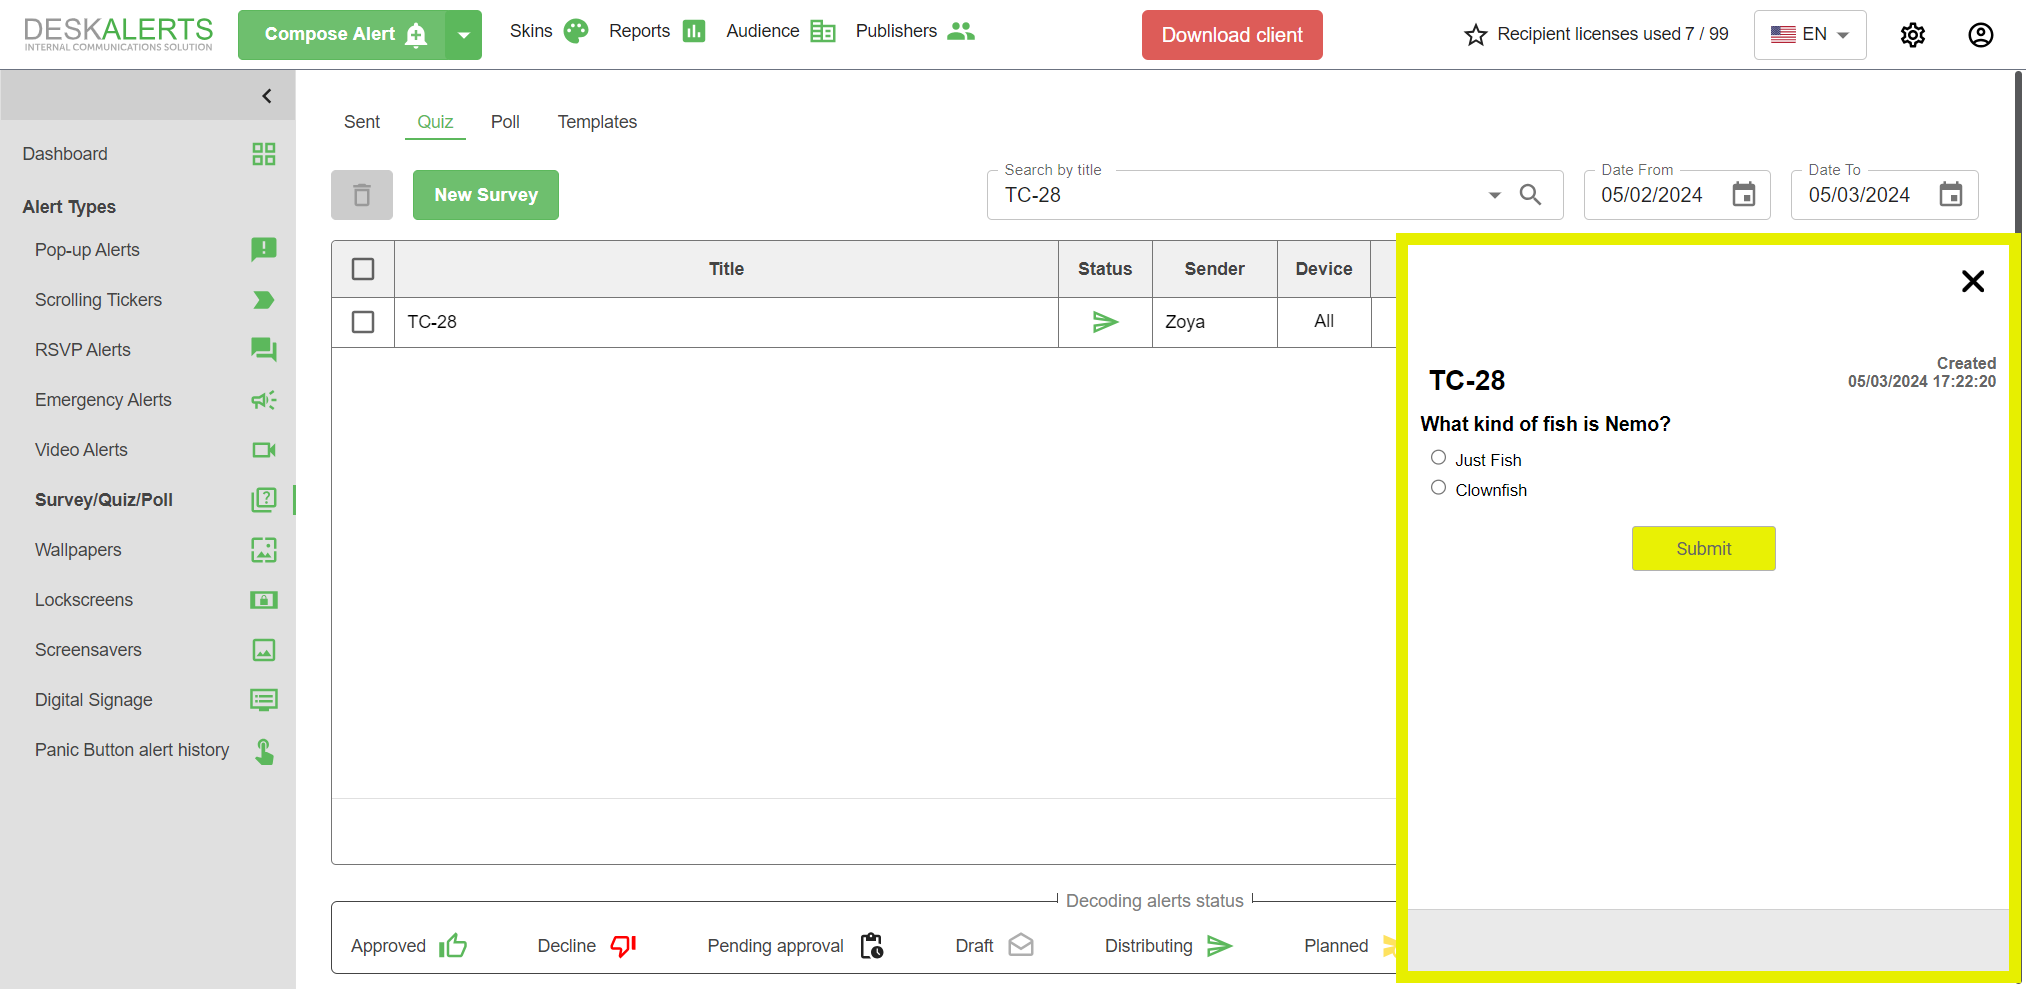 DESKALERTS
INTERNAL COMMUNICATIONS SOLUTION
Compose Alert
Skins
Reports
Audience
Publishers
Download client
Recipient licenses used 7 / 99
EN
Dashboard
Alert Types
Pop-up Alerts
Scrolling Tickers
RSVP Alerts
Emergency Alerts
Video Alerts
Survey/Quiz/Poll
Wallpapers
Lockscreens
Screensavers
Digital Signage
Panic Button alert history
Sent
Quiz
Poll
Templates
New Survey
Search by title
TC-28
Date From
05/02/2024
Date To
05/03/2024
Title
Status
Sender
Device
TC-28
Zoya
All
Decoding alerts status
Approved
Decline
Pending approval
Draft
Distributing
Planned
Created
05/03/2024 17:22:20
TC-28
What kind of fish is Nemo?
Just Fish
Clownfish
Submit